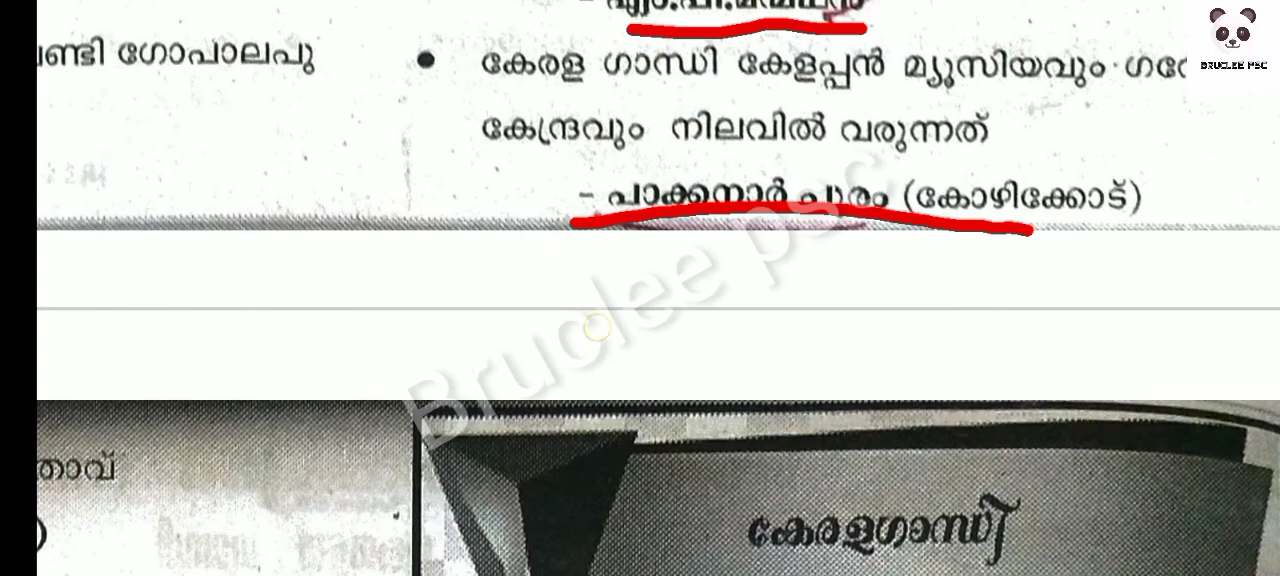 ണ്ടി ഗോപാലപു
BRUCLEE PSC
● കേരള ഗാന്ധി കേളപ്പൻ മ്യൂസിയവും
കേന്ദ്രവും നിലവിൽ വരുന്നത്
- പാക്കനാർ പുരം (കോഴിക്കോട്)
Bruclee psc
താവ്
)
കേരളഗാന്ധി